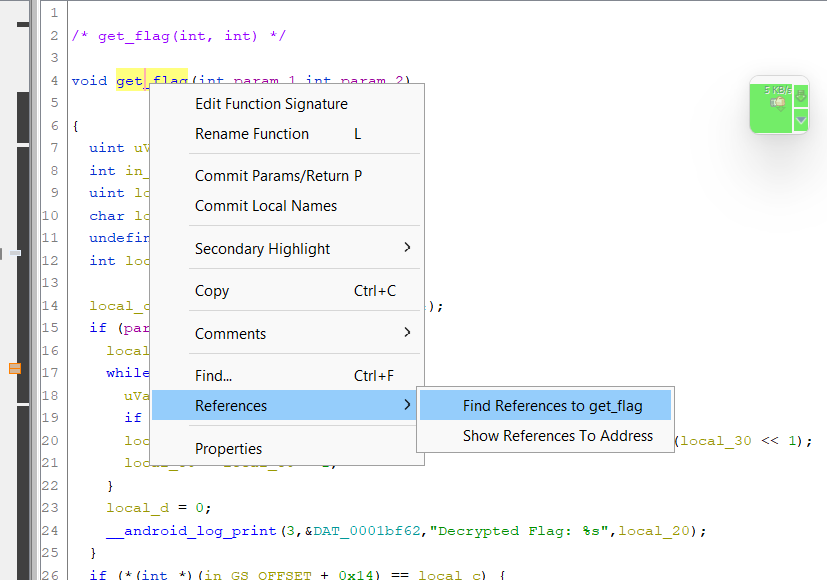 1
2 /* get_flag(int, int) */
3
4 void get_flag(int param_1,int param_2)
5
6 {
7 uint uV
8 int in_
9 uint lo
10 char lo
11 undefin
12 int loc
13
14 local_c );
15 if (par
16 local
17 while
18 uVa
19 if
20 loc (local_30 << 1);
21
22 }
23 local_d = 0;
24 __android_log_print(3,&DAT_0001bf62,"Decrypted Flag: %s",local_20);
25 }
26 if (*(int *)(in_GS_OFFSET + 0x14) == local_c) {
Edit Function Signature
Rename Function L
Commit Params/Return P
Commit Local Names
Secondary Highlight
Copy Ctrl+C
Comments
Find... Ctrl+F
References
Properties
Find References to get_flag
Show References To Address
5 KB/s